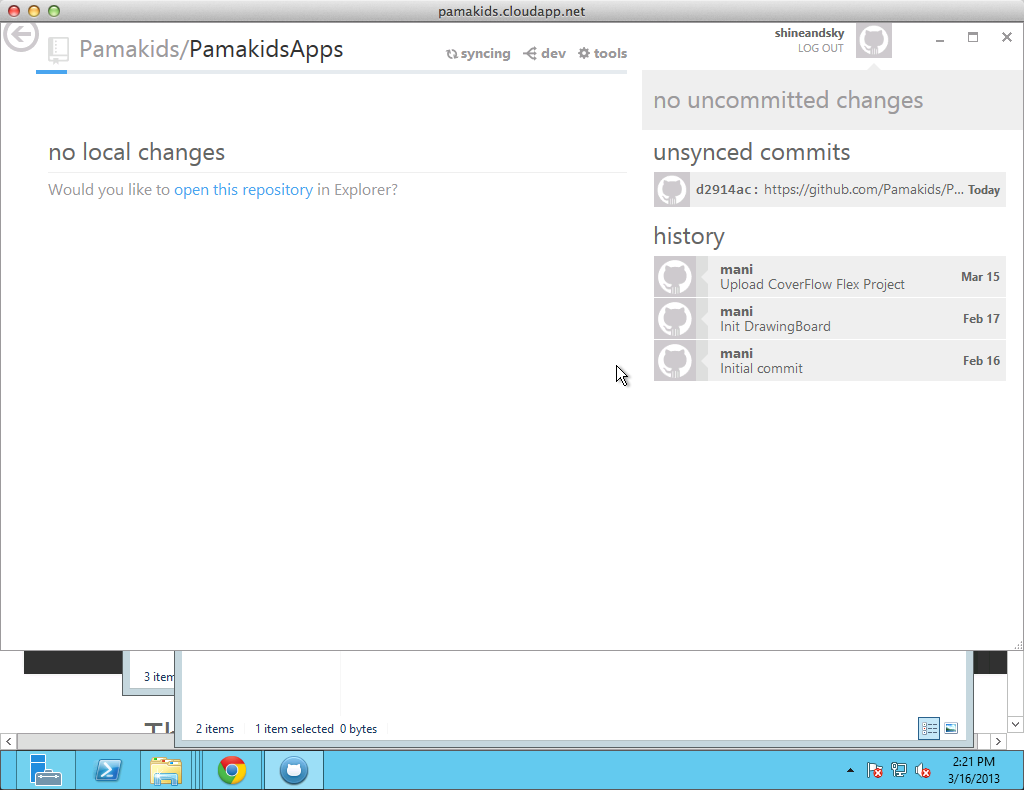 pamakids.cloudapp.net
Pamakids/PamakidsApps
syncing
dev
tools
shineandsky
LOG OUT
no uncommitted changes
no local changes
Would you like to open this repository in Explorer?
unsynced commits
d2914ac: https://github.com/Pamakids/P... Today
history
mani
Upload CoverFlow Flex Project
Mar 15
mani
Init DrawingBoard
Feb 17
mani
Initial commit
Feb 16
3 item
2 items 1 item selected 0 bytes
2:21 PM
3/16/2013